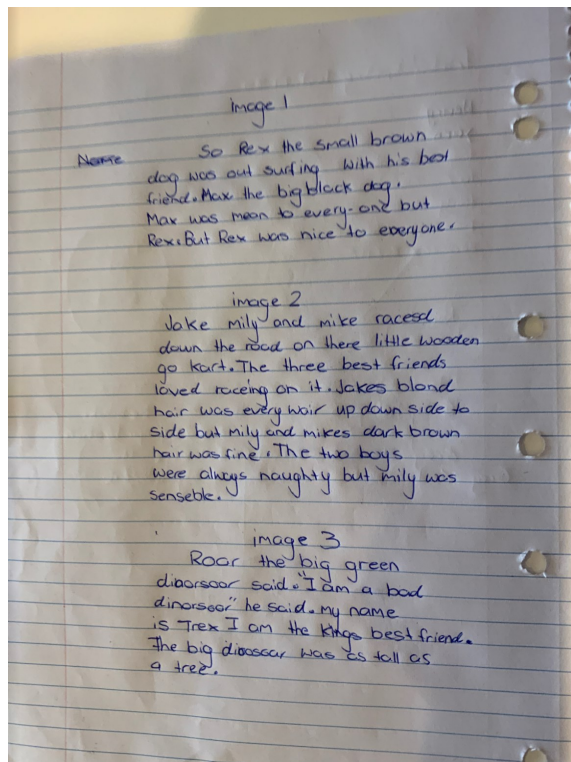 image 1
Name So Rex the small brown
dog was out surfing with his best
friend. Max the big black dog.
Max was mean to every-one but
Rex. But Rex was nice to everyone.
image 2
Jake mily and mike racesd
down the road on there little wooden
go kart. The three best friends
loved raceing on it. Jakes blond
hair was every wair up down side to
side but mily and mikes dark brown
hair was fine. The two boys
were always naughty but mily was
senseble.
image 3
Roar the big green
dinorsoor said. "I am a bad
dinorsoor" he said. my name
is Trex I am the kings best friend.
The big dinosoar was as tall as
a tree.